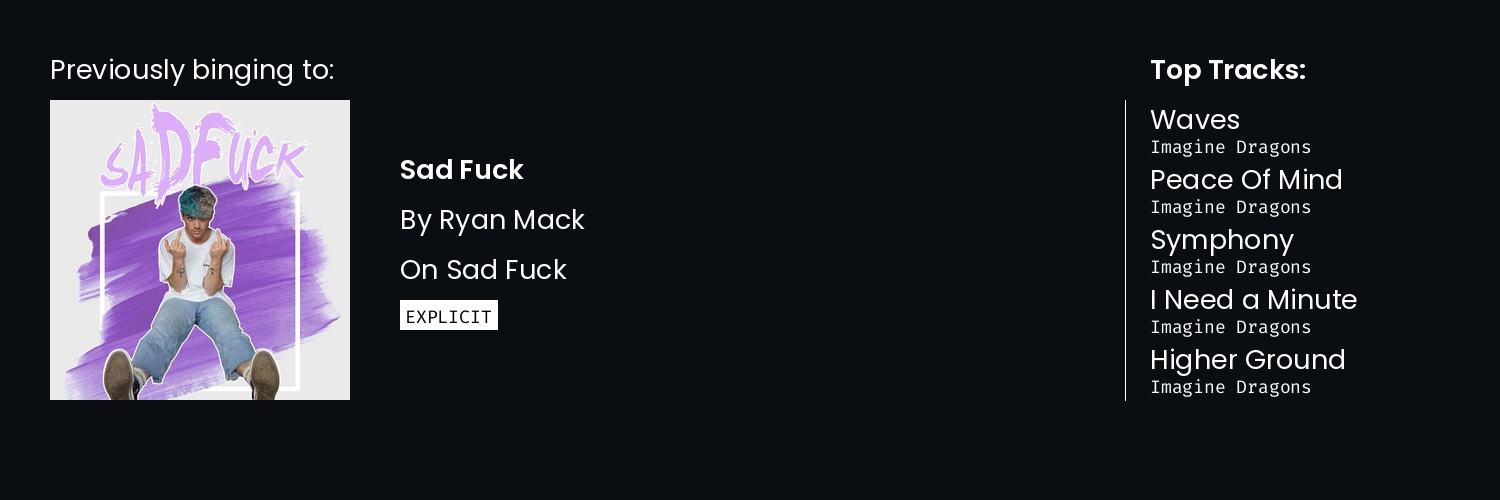 Previously binging to:
SADFUCK
Sad Fuck
By Ryan Mack
On Sad Fuck
EXPLICIT
Top Tracks:
Waves
Imagine Dragons
Peace Of Mind
Imagine Dragons
Symphony
Imagine Dragons
I Need a Minute
Imagine Dragons
Higher Ground
Imagine Dragons